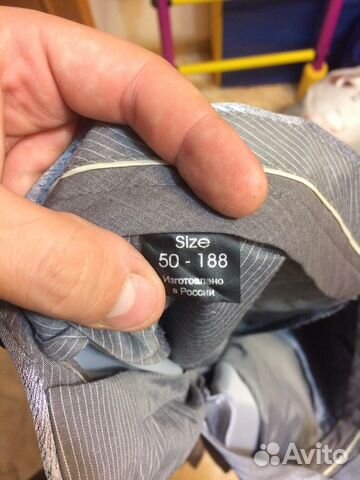 Size
50 - 188
Изготовлено
в России
Avito